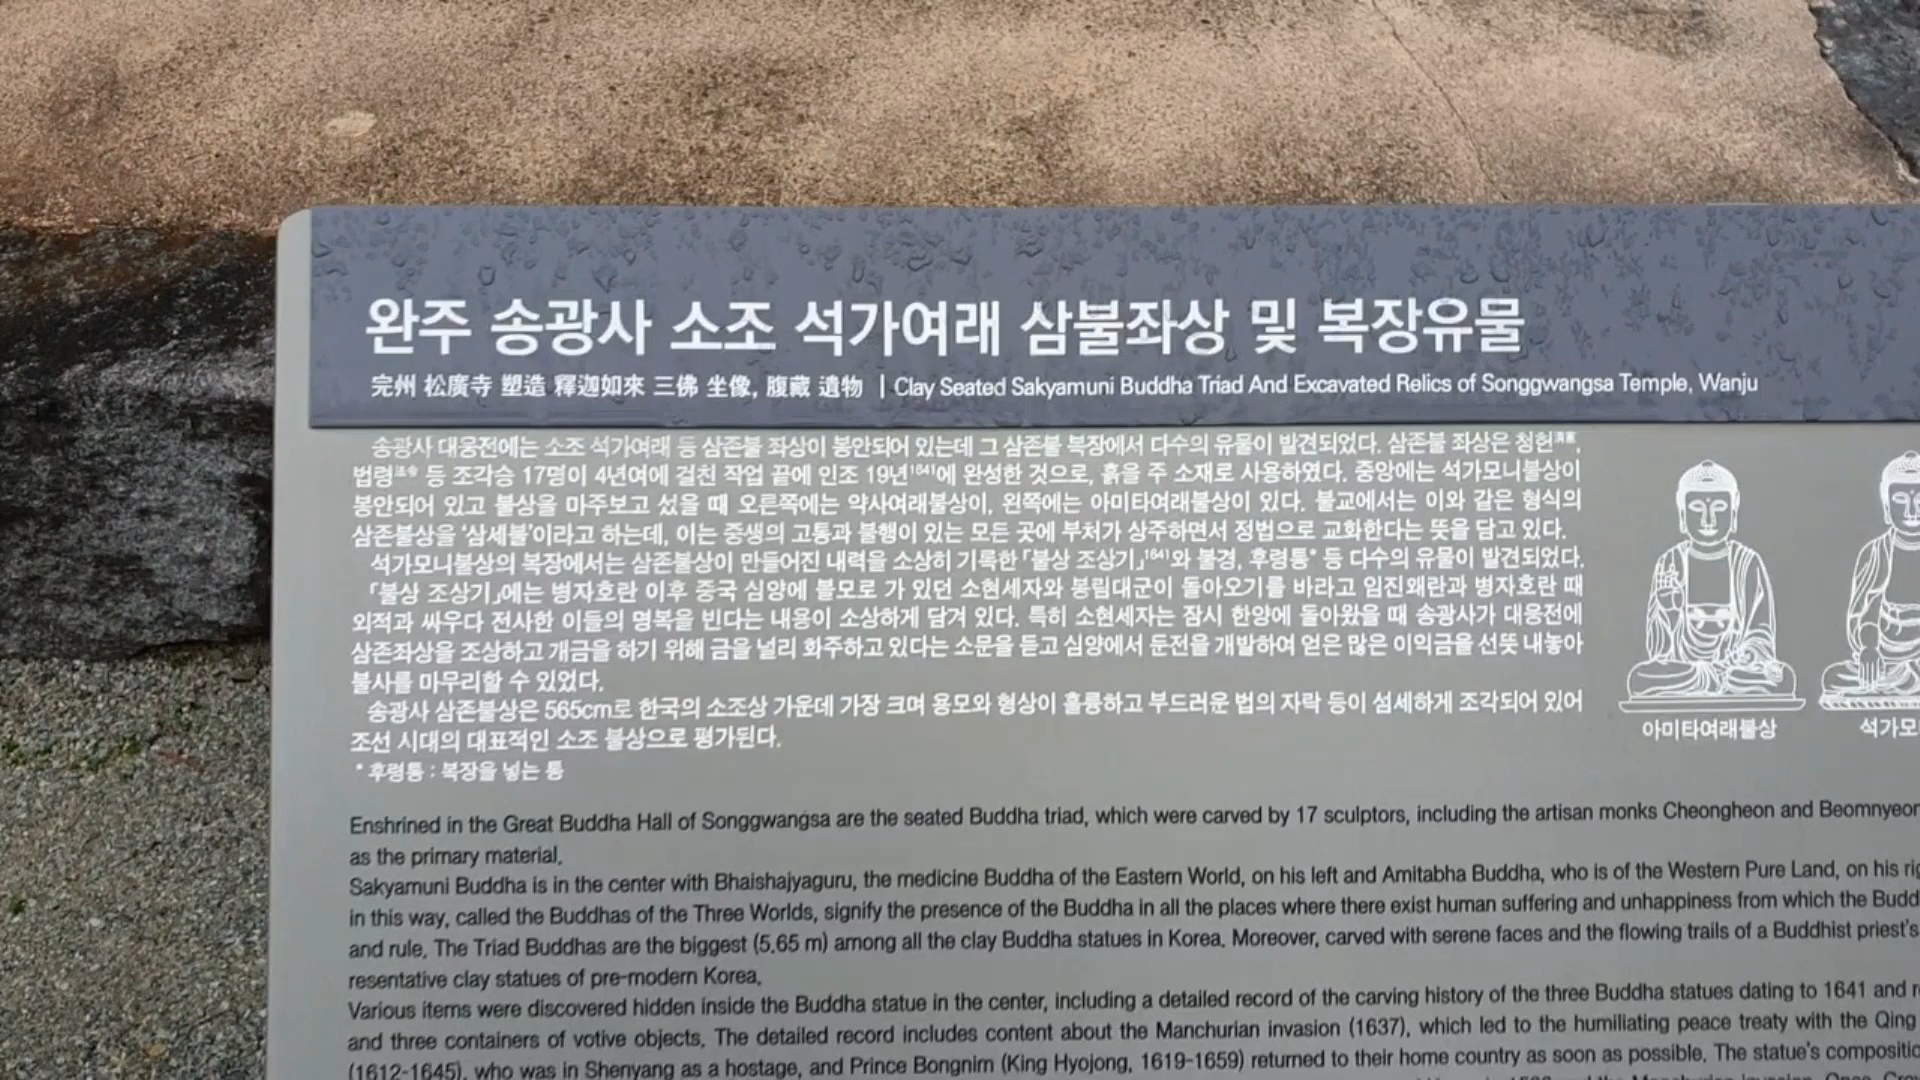 완주 송광사 소조 석가여래 삼불좌상 및 복장유물
完州 松廣寺 塑造 釋迦如來 三佛 坐像, 腹藏 遺物 | Clay Seated Sakyamuni Buddha Triad And Excavated Relics of Songgwangsa Temple, Wanju
송광사 대웅전에는 소조 석가여래 등 삼존불 좌상이 봉안되어 있는데 그 삼존불 복장에서 다수의 유물이 발견되었다. 삼존불 좌상은 청헌,
법령法令 등 조각승 17명이 4년여에 걸친 작업 끝에 인조 19년1641에 완성한 것으로, 흙을 주 소재로 사용하였다. 중앙에는 석가모니불상이
봉안되어 있고 불상을 마주보고 섰을 때 오른쪽에는 약사여래불상이, 왼쪽에는 아미타여래불상이 있다. 불교에서는 이와 같은 형식의
삼존불상을 ‘삼세불’이라고 하는데, 이는 중생의 고통과 불행이 있는 모든 곳에 부처가 상주하면서 정법으로 교화한다는 뜻을 담고 있다.
석가모니불상의 복장에서는 삼존불상이 만들어진 내력을 소상히 기록한 「불상 조상기」1641와 불경, 후령통* 등 다수의 유물이 발견되었다.
「불상 조상기」에는 병자호란 이후 중국 심양에 볼모로 가 있던 소현세자와 봉림대군이 돌아오기를 바라고 임진왜란과 병자호란 때
외적과 싸우다 전사한 이들의 명복을 빈다는 내용이 소상하게 담겨 있다. 특히 소현세자는 잠시 한양에 돌아왔을 때 송광사가 대웅전에
삼존좌상을 조상하고 개금을 하기 위해 금을 널리 화주하고 있다는 소문을 듣고 심양에서 둔전을 개발하여 얻은 많은 이익금을 선뜻 내놓아
불사를 마무리할 수 있었다.
송광사 삼존불상은 565cm로 한국의 소조상 가운데 가장 크며 용모와 형상이 훌륭하고 부드러운 법의 자락 등이 섬세하게 조각되어 있어
조선 시대의 대표적인 소조 불상으로 평가된다.
* 후령통 : 복장을 넣는 통
아미타여래불상
석가모
Enshrined in the Great Buddha Hall of Songgwangsa are the seated Buddha triad, which were carved by 17 sculptors, including the artisan monks Cheongheon and Beomnyeon
as the primary material.
Sakyamuni Buddha is in the center with Bhaishajyaguru, the medicine Buddha of the Eastern World, on his left and Amitabha Buddha, who is of the Western Pure Land, on his rig
in this way, called the Buddhas of the Three Worlds, signify the presence of the Buddha in all the places where there exist human suffering and unhappiness from which the Budd
and rule. The Triad Buddhas are the biggest (5.65 m) among all the clay Buddha statues in Korea. Moreover, carved with serene faces and the flowing trails of a Buddhist priest's
resentative clay statues of pre-modern Korea.
Various items were discovered hidden inside the Buddha statue in the center, including a detailed record of the carving history of the three Buddha statues dating to 1641 and r
and three containers of votive objects. The detailed record includes content about the Manchurian invasion (1637), which led to the humiliating peace treaty with the Qing
(1612-1645), who was in Shenyang as a hostage, and Prince Bongnim (King Hyojong, 1619-1659) returned to their home country as soon as possible. The statue's compositio